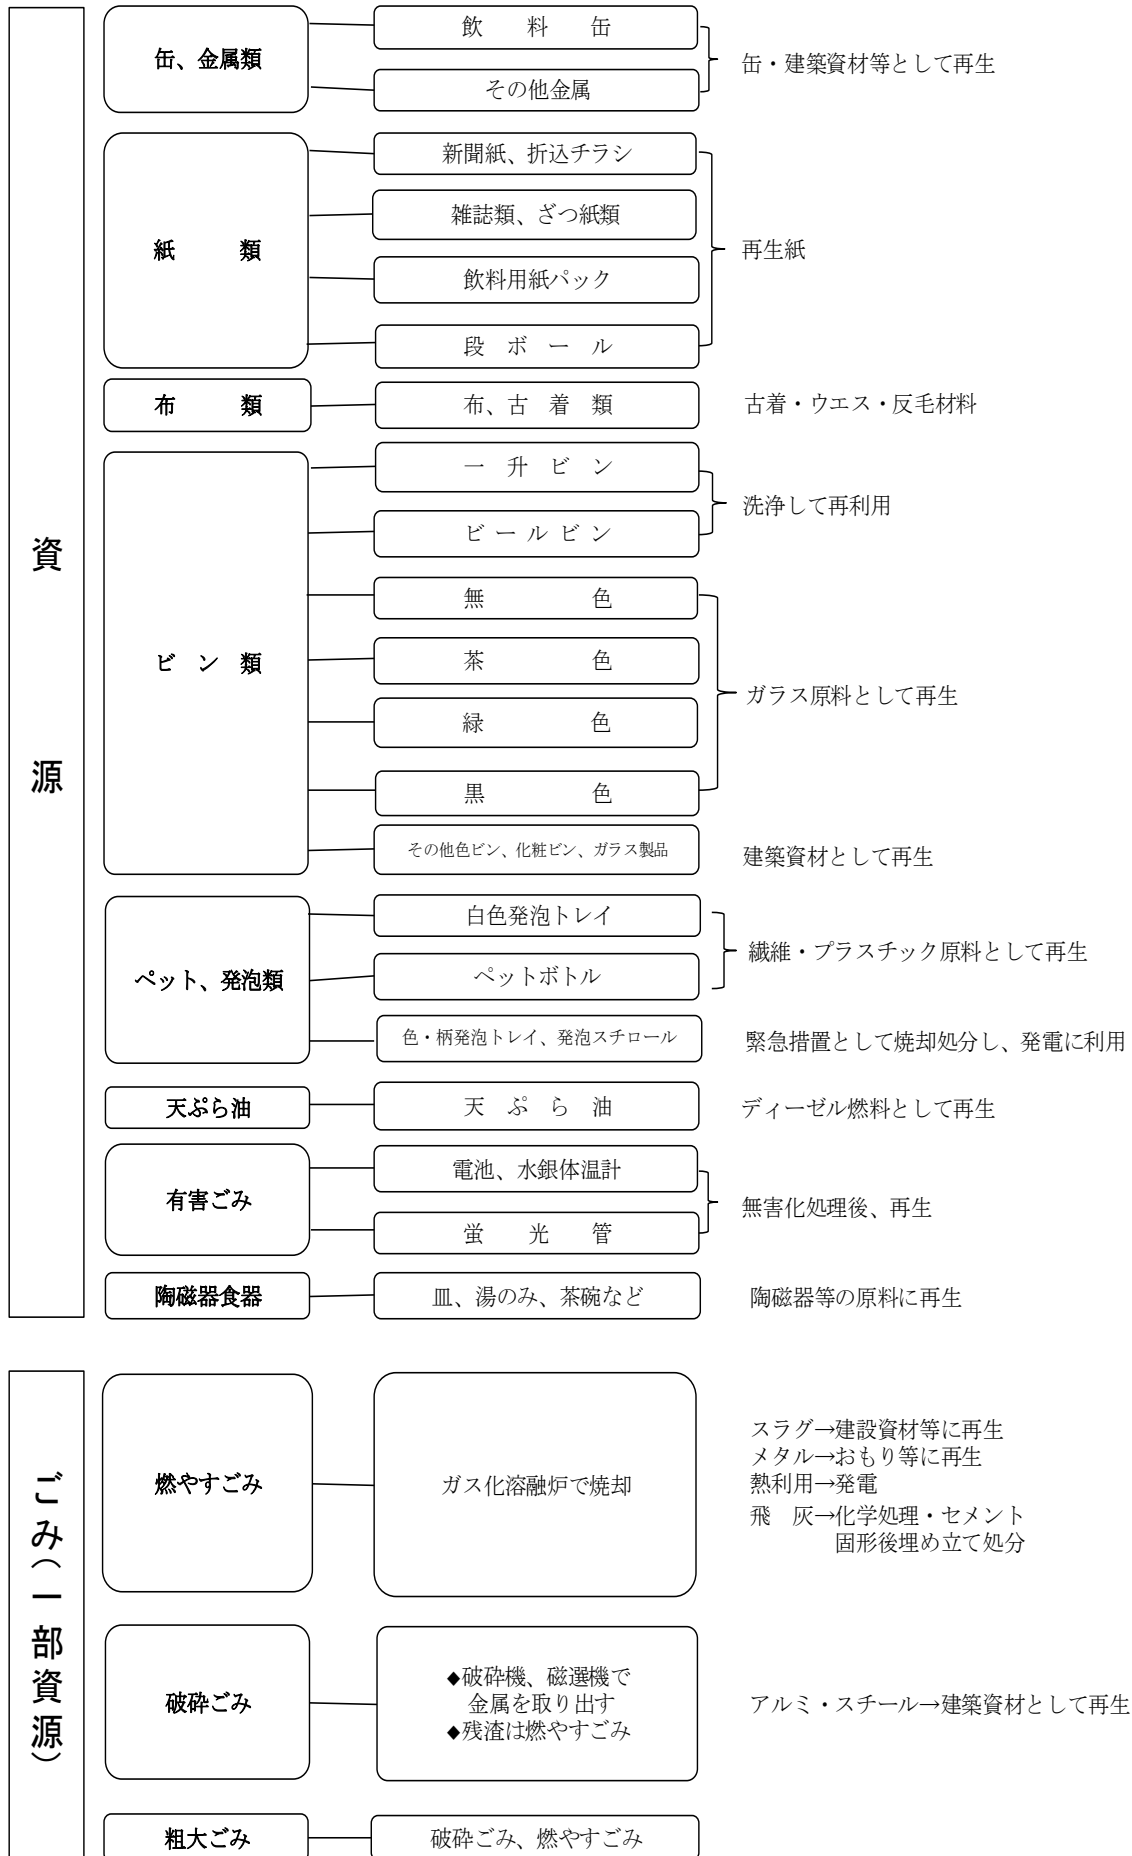 資源
缶、金属類
飲料缶
その他金属
缶・建築資材等として再生
紙類
新聞紙、折込チラシ
雑誌類、ざつ紙類
飲料用紙パック
段ボール
再生紙
布類
布、古着類
古着・ウエス・反毛材料
ビン類
一升ビン
ビールビン
洗浄して再利用
無色
茶色
緑色
黒色
ガラス原料として再生
その他色ビン、化粧ビン、ガラス製品
建築資材として再生
ペット、発泡類
白色発泡トレイ
ペットボトル
繊維・プラスチック原料として再生
色・柄発泡トレイ、発泡スチロール
緊急措置として焼却処分し、発電に利用
天ぷら油
天ぷら油
ディーゼル燃料として再生
有害ごみ
電池、水銀体温計
蛍光管
無害化処理後、再生
陶磁器食器
皿、湯のみ、茶碗など
陶磁器等の原料に再生
ごみ(一部資源)
燃やすごみ
ガス化溶融炉で焼却
スラグ→建設資材等に再生
メタル→おもり等に再生
熱利用→発電
飛灰→化学処理・セメント
固形後埋め立て処分
破砕ごみ
◆破砕機、磁選機で
金属を取り出す
◆残渣は燃やすごみ
アルミ・スチール→建築資材として再生
粗大ごみ
破砕ごみ、燃やすごみ